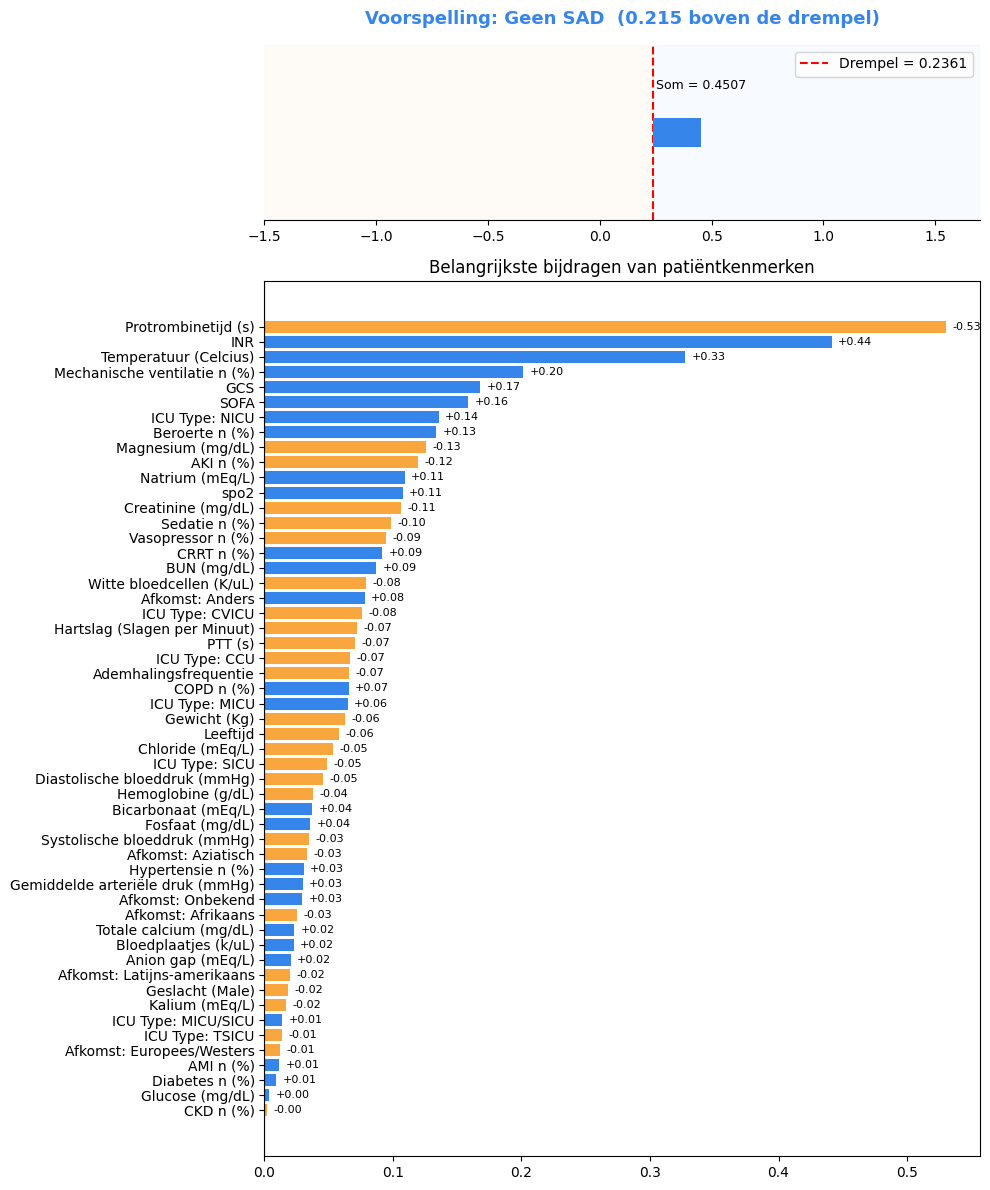 Voorspelling: Geen SAD  (0.215 boven de drempel)
Drempel = 0.2361
Som = 0.4507
−1.5 −1.0 −0.5 0.0 0.5 1.0 1.5
Belangrijkste bijdragen van patiëntkenmerken
Protrombinetijd (s) -0.53
INR +0.44
Temperatuur (Celcius) +0.33
Mechanische ventilatie n (%) +0.20
GCS +0.17
SOFA +0.16
ICU Type: NICU +0.14
Beroerte n (%) +0.13
Magnesium (mg/dL) -0.13
AKI n (%) -0.12
Natrium (mEq/L) +0.11
spo2 +0.11
Creatinine (mg/dL) -0.11
Sedatie n (%) -0.10
Vasopressor n (%) -0.09
CRRT n (%) +0.09
BUN (mg/dL) +0.09
Witte bloedcellen (K/uL) -0.08
Afkomst: Anders +0.08
ICU Type: CVICU -0.08
Hartslag (Slagen per Minuut) -0.07
PTT (s) -0.07
ICU Type: CCU -0.07
Ademhalingsfrequentie -0.07
COPD n (%) +0.07
ICU Type: MICU +0.06
Gewicht (Kg) -0.06
Leeftijd -0.06
Chloride (mEq/L) -0.05
ICU Type: SICU -0.05
Diastolische bloeddruk (mmHg) -0.05
Hemoglobine (g/dL) -0.04
Bicarbonaat (mEq/L) +0.04
Fosfaat (mg/dL) +0.04
Systolische bloeddruk (mmHg) -0.03
Afkomst: Aziatisch -0.03
Hypertensie n (%) +0.03
Gemiddelde arteriële druk (mmHg) +0.03
Afkomst: Onbekend +0.03
Afkomst: Afrikaans -0.03
Totale calcium (mg/dL) +0.02
Bloedplaatjes (k/uL) +0.02
Anion gap (mEq/L) +0.02
Afkomst: Latijns-amerikaans -0.02
Geslacht (Male) -0.02
Kalium (mEq/L) -0.02
ICU Type: MICU/SICU +0.01
ICU Type: TSICU -0.01
Afkomst: Europees/Westers -0.01
AMI n (%) +0.01
Diabetes n (%) +0.01
Glucose (mg/dL) +0.00
CKD n (%) -0.00
0.0 0.1 0.2 0.3 0.4 0.5